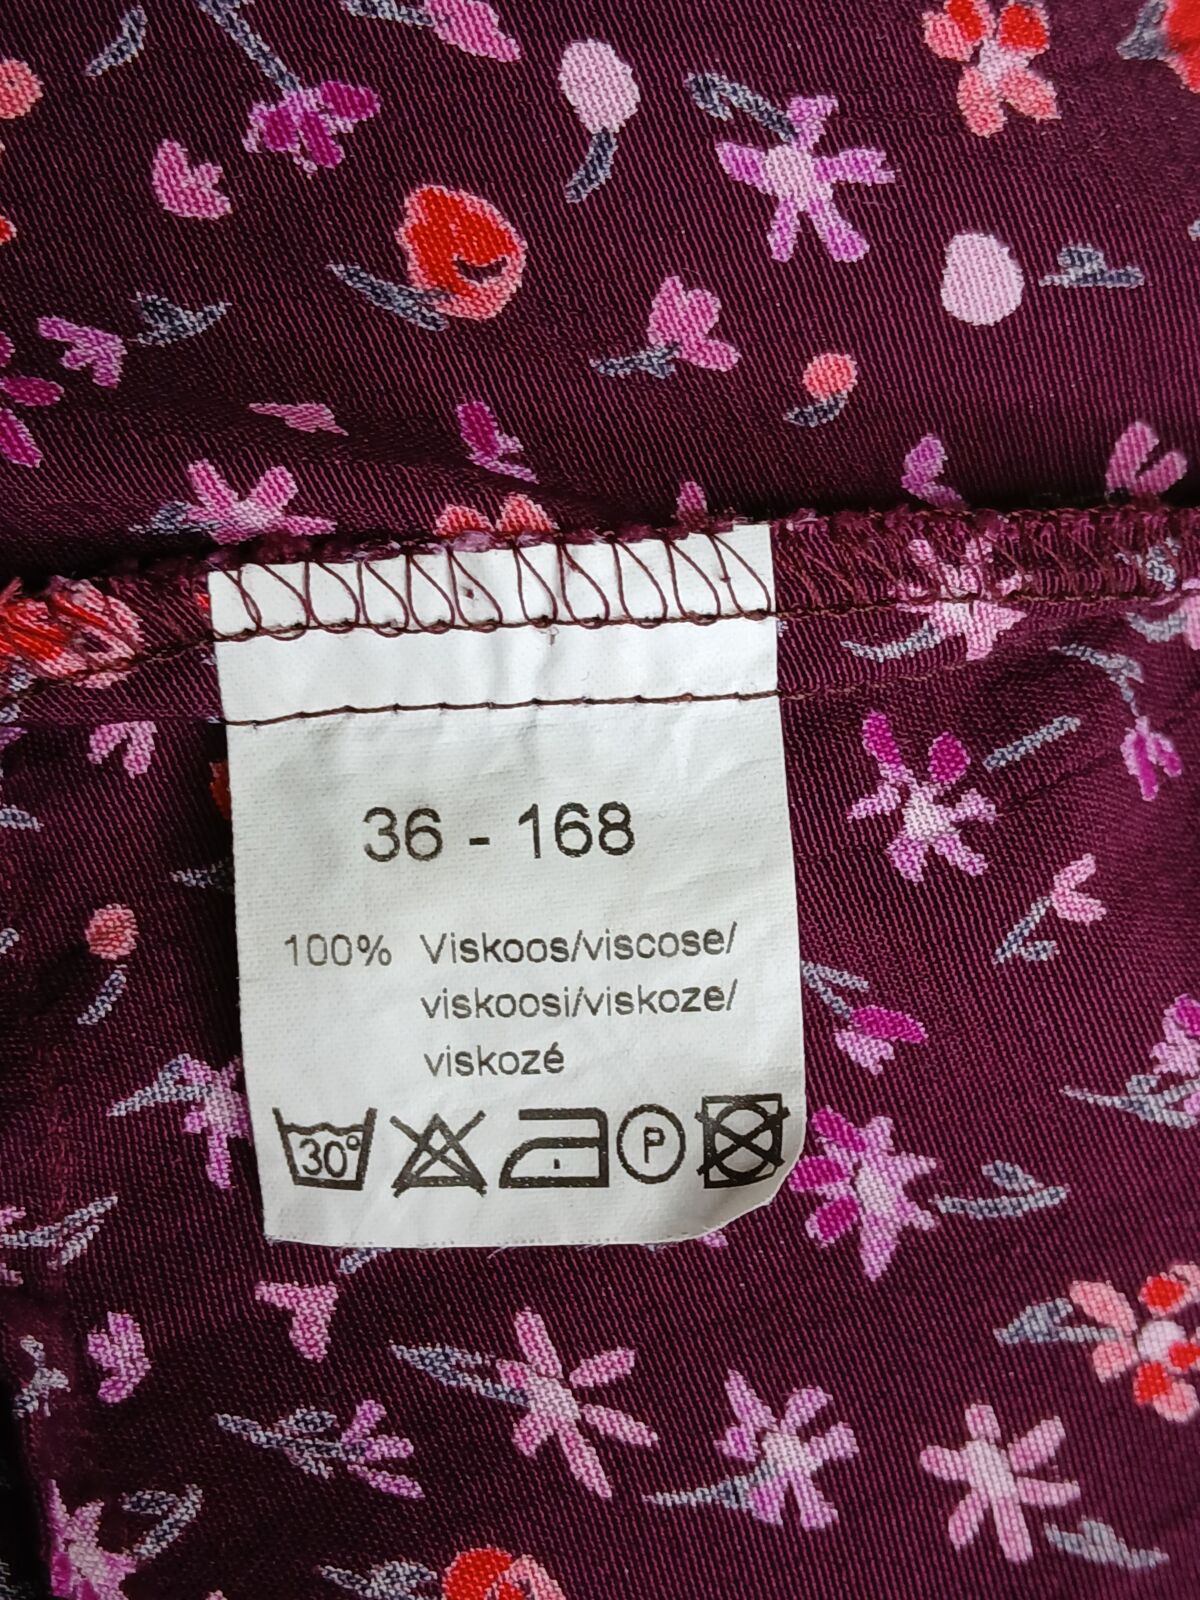 36 - 168
100% Viskoos/viscose/
viskoosi/viskoze/
viskozé
30° P